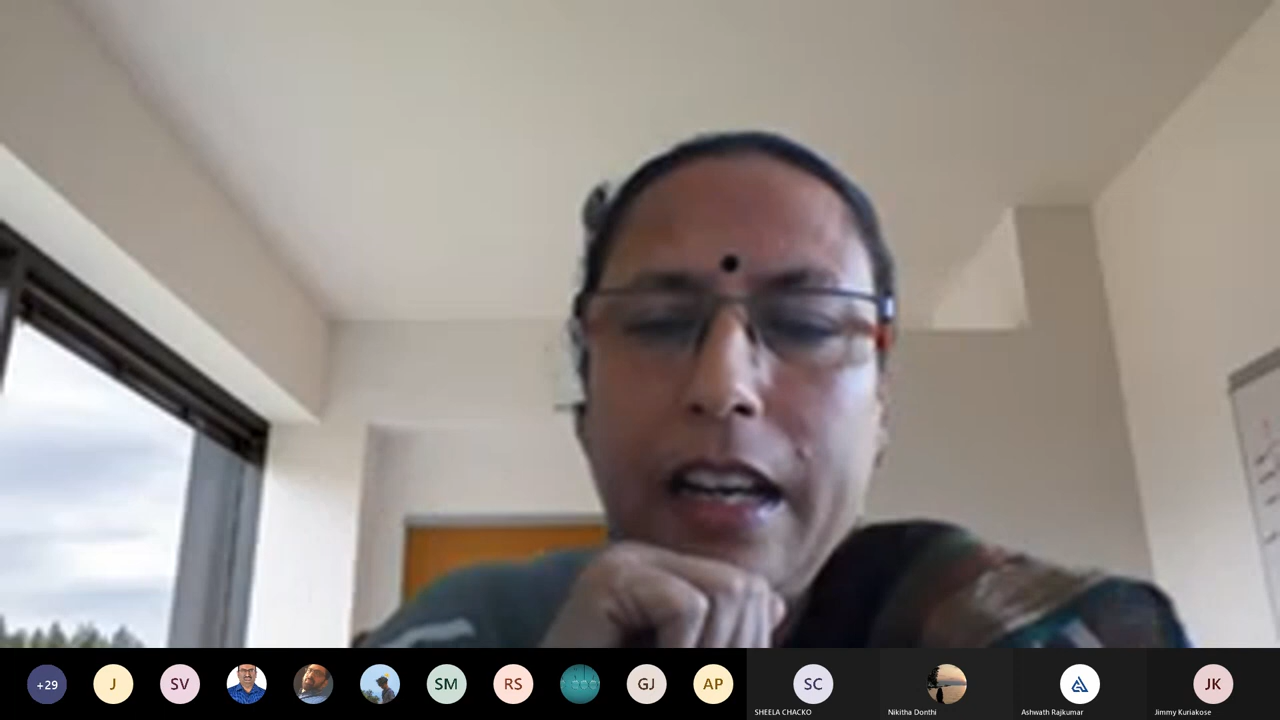 +29
J
SV
SM
RS
GJ
AP
SC
JK
SHEELA CHACKO
Nikitha Donthi
Ashwath Rajkumar
Jimmy Kuriakose